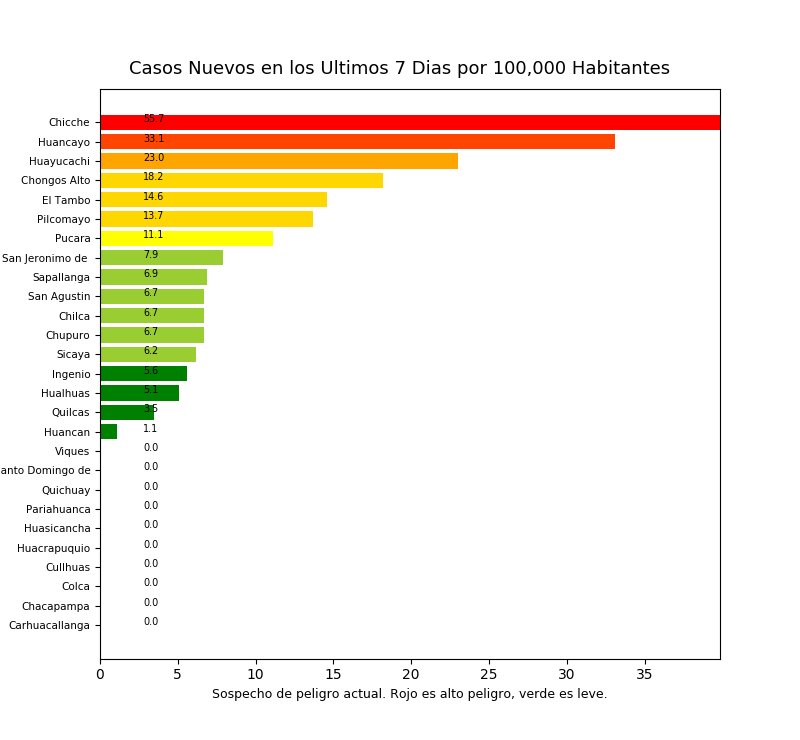 Casos Nuevos en los Ultimos 7 Dias por 100,000 Habitantes
Chicche 55.7
Huancayo 33.1
Huayucachi 23.0
Chongos Alto 18.2
El Tambo 14.6
Pilcomayo 13.7
Pucara 11.1
San Jeronimo de 7.9
Sapallanga 6.9
San Agustin 6.7
Chilca 6.7
Chupuro 6.7
Sicaya 6.2
Ingenio 5.6
Hualhuas 5.1
Quilcas 3.5
Huancan 1.1
Viques 0.0
anto Domingo de 0.0
Quichuay 0.0
Pariahuanca 0.0
Huasicancha 0.0
Huacrapuquio 0.0
Cullhuas 0.0
Colca 0.0
Chacapampa 0.0
Carhuacallanga 0.0
0 5 10 15 20 25 30 35
Sospecho de peligro actual. Rojo es alto peligro, verde es leve.